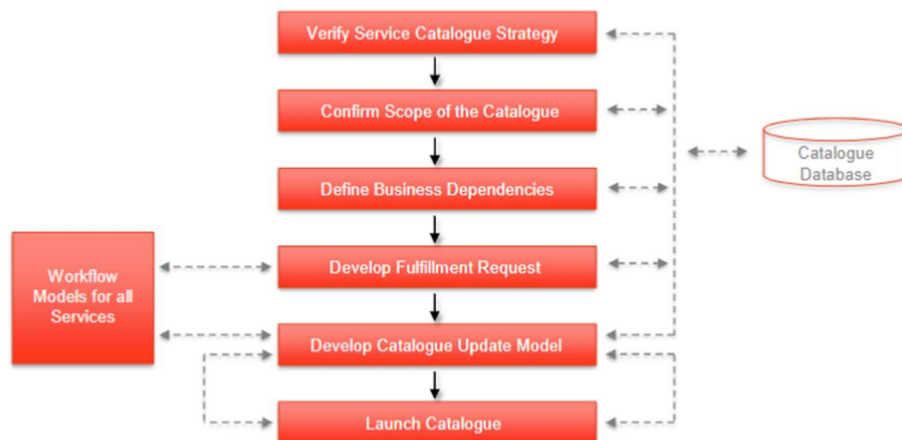 Verify Service Catalogue Strategy
Confirm Scope of the Catalogue
Catalogue
Database
Define Business Dependencies
Workflow
Models for all
Services
Develop Fulfillment Request
Develop Catalogue Update Model
Launch Catalogue